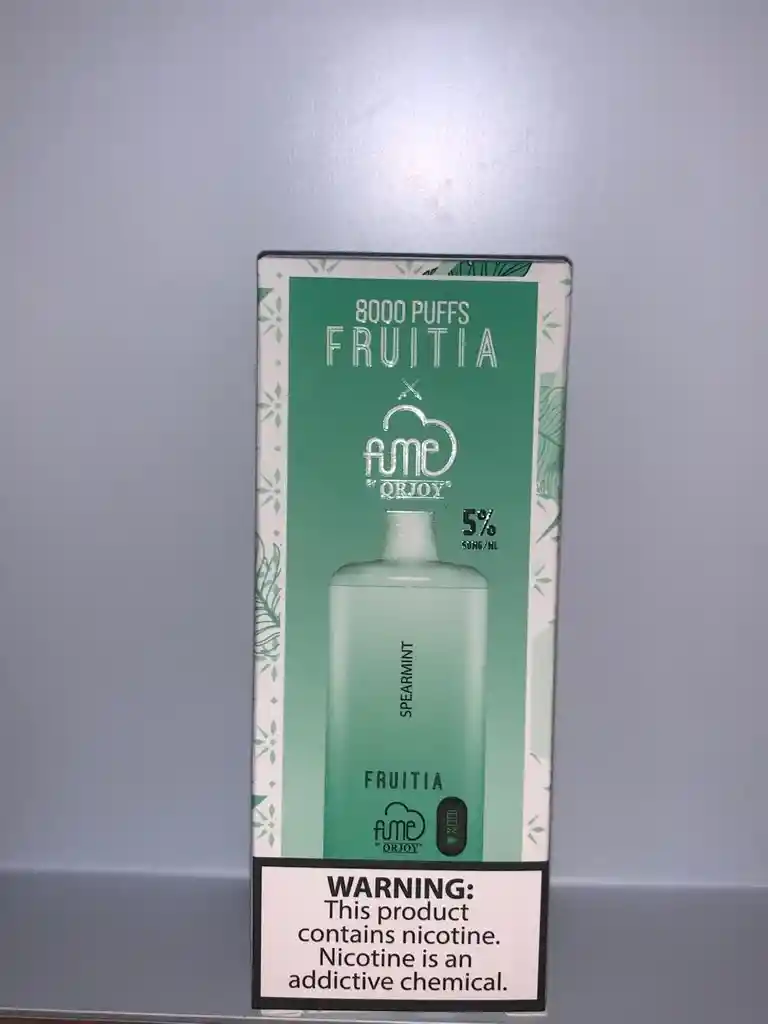 8000 PUFFS
FRUITIA
X
fume
BY QRJOY
5%
50MG/ML
SPEARMINT
FRUITIA
fume
BY QRJOY
WARNING:
This product
contains nicotine.
Nicotine is an
addictive chemical.